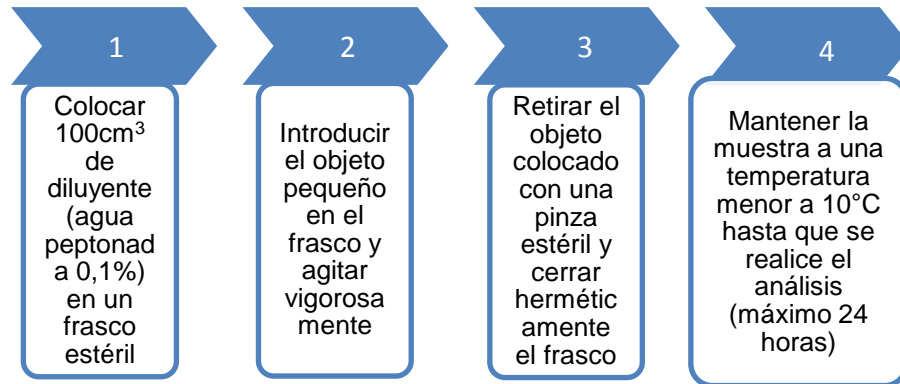 1
Colocar
100cm³
de
diluyente
(agua
peptonad
a 0,1%)
en un
frasco
estéril
2
Introducir
el objeto
pequeño
en el
frasco y
agitar
vigorosa
mente
3
Retirar el
objeto
colocado
con una
pinza
estéril y
cerrar
herméticamente
el frasco
4
Mantener la
muestra a una
temperatura
menor a 10°C
hasta que se
realice el
análisis
(máximo 24
horas)